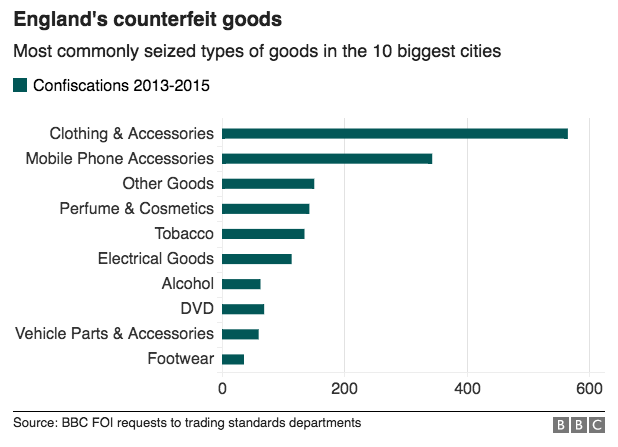 England's counterfeit goods
Most commonly seized types of goods in the 10 biggest cities
Confiscations 2013-2015
Clothing & Accessories
Mobile Phone Accessories
Other Goods
Perfume & Cosmetics
Tobacco
Electrical Goods
Alcohol
DVD
Vehicle Parts & Accessories
Footwear
0 200 400 600
Source: BBC FOI requests to trading standards departments
BBC